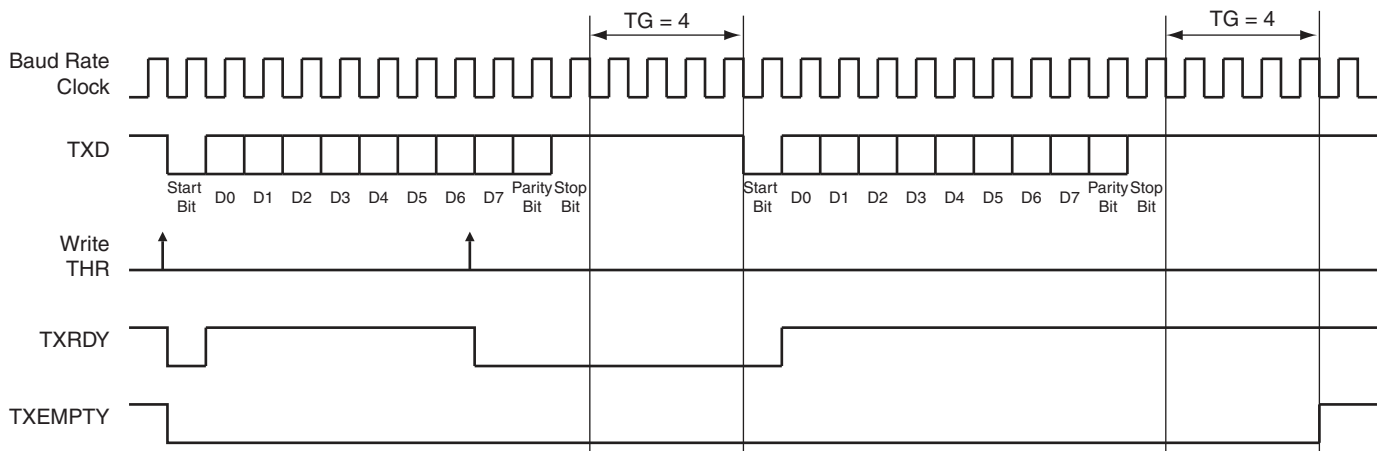 TG = 4
TG = 4
Baud Rate
Clock
TXD
Start
Bit
D0
D1
D2
D3
D4
D5
D6
D7
Parity
Bit
Stop
Bit
Start
Bit
D0
D1
D2
D3
D4
D5
D6
D7
Parity
Bit
Stop
Bit
Write
THR
TXRDY
TXEMPTY